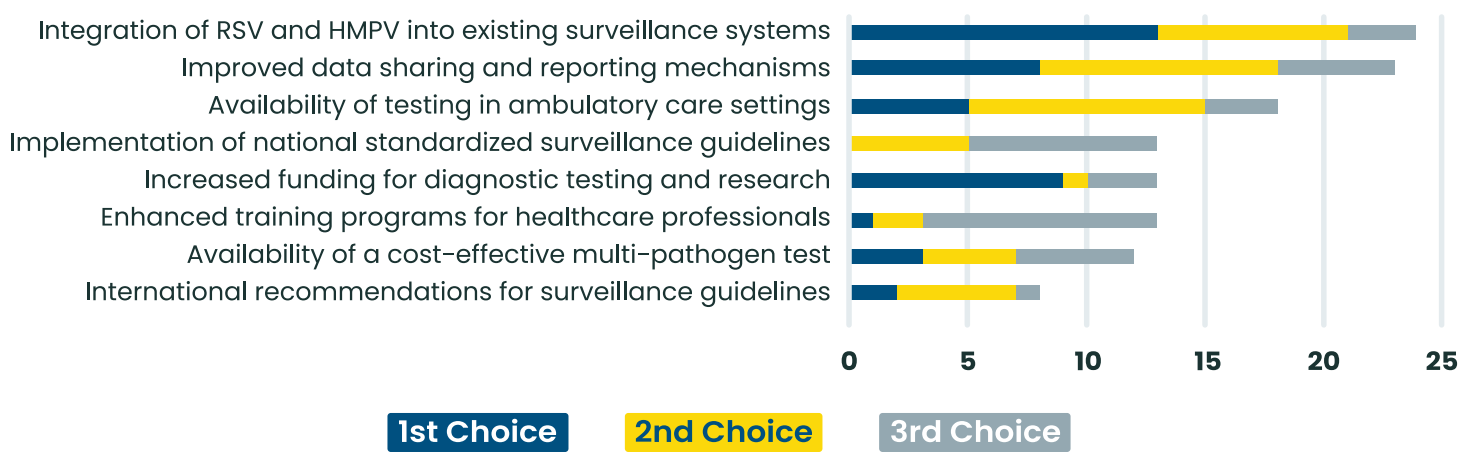 Integration of RSV and HMPV into existing surveillance systems
Improved data sharing and reporting mechanisms
Availability of testing in ambulatory care settings
Implementation of national standardized surveillance guidelines
Increased funding for diagnostic testing and research
Enhanced training programs for healthcare professionals
Availability of a cost-effective multi-pathogen test
International recommendations for surveillance guidelines
0 5 10 15 20 25
1st Choice 2nd Choice 3rd Choice